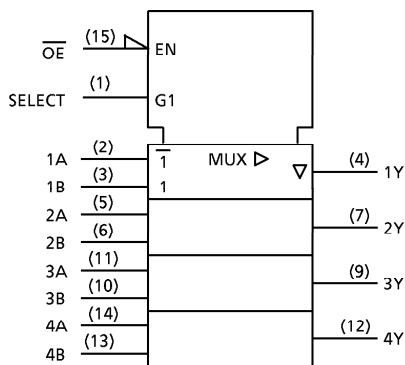 OE (15) EN
SELECT (1) G1
1A (2) 1 MUX (4) 1Y
1B (3) 1
2A (5) (7) 2Y
2B (6)
3A (11) (9) 3Y
3B (10)
4A (14) (12) 4Y
4B (13)